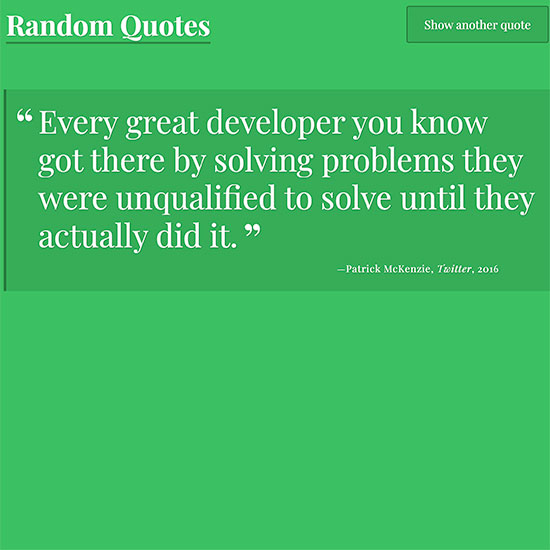 Random Quotes
Show another quote
“ Every great developer you know
got there by solving problems they
were unqualified to solve until they
actually did it. ”
—Patrick McKenzie, Twitter, 2016